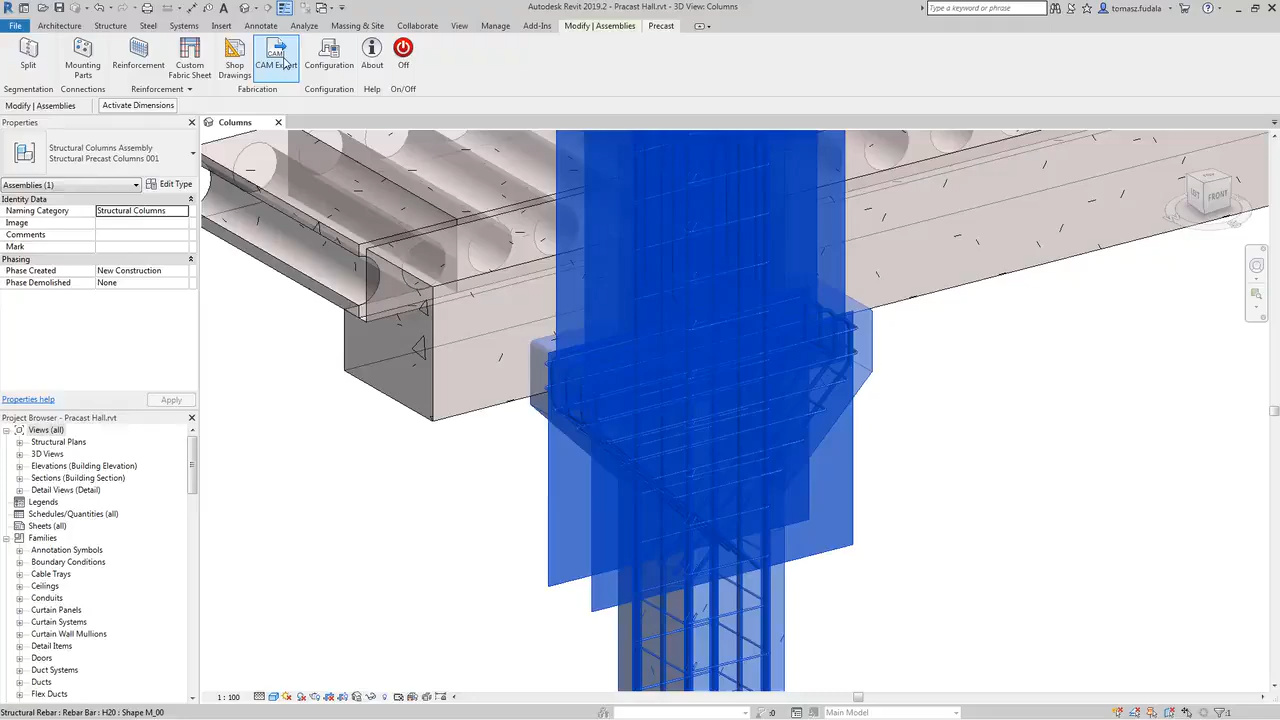 Autodesk Revit 2019.2 - Pracast Hall.rvt - 3D View: Columns
Type a keyword or phrase
tomasz.fudala
File Architecture Structure Steel Systems Insert Annotate Analyze Massing & Site Collaborate View Manage Add-Ins Modify | Assemblies Precast
Split
Mounting Parts
Reinforcement
Custom Fabric Sheet
Shop Drawings
CAM
CAM Export
Configuration
About
Off
Segmentation Connections Reinforcement Fabrication Configuration Help On/Off
Modify | Assemblies Activate Dimensions
Properties
Columns
Structural Columns Assembly
Structural Precast Columns 001
Assemblies (1) Edit Type
Identity Data
Naming Category Structural Columns
Image
Comments
Mark
Phasing
Phase Created New Construction
Phase Demolished None
FRONT
Properties help Apply
Project Browser - Pracast Hall.rvt
Views (all)
Structural Plans
3D Views
Elevations (Building Elevation)
Sections (Building Section)
Detail Views (Detail)
Legends
Schedules/Quantities (all)
Sheets (all)
Families
Annotation Symbols
Boundary Conditions
Cable Trays
Ceilings
Conduits
Curtain Panels
Curtain Systems
Curtain Wall Mullions
Detail Items
Doors
Duct Systems
Ducts
Flex Ducts
1 : 100
Structural Rebar : Rebar Bar : H20 : Shape M_00
:0
Main Model
:1